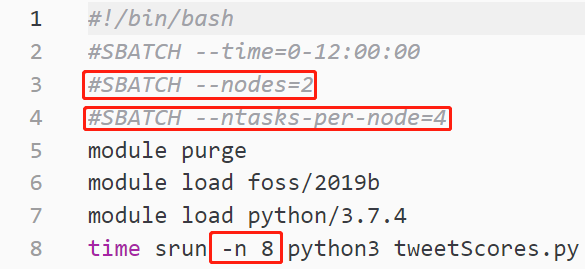 1 #!/bin/bash
2 #SBATCH --time=0-12:00:00
3 #SBATCH --nodes=2
4 #SBATCH --ntasks-per-node=4
5 module purge
6 module load foss/2019b
7 module load python/3.7.4
8 time srun -n 8 python3 tweetScores.py